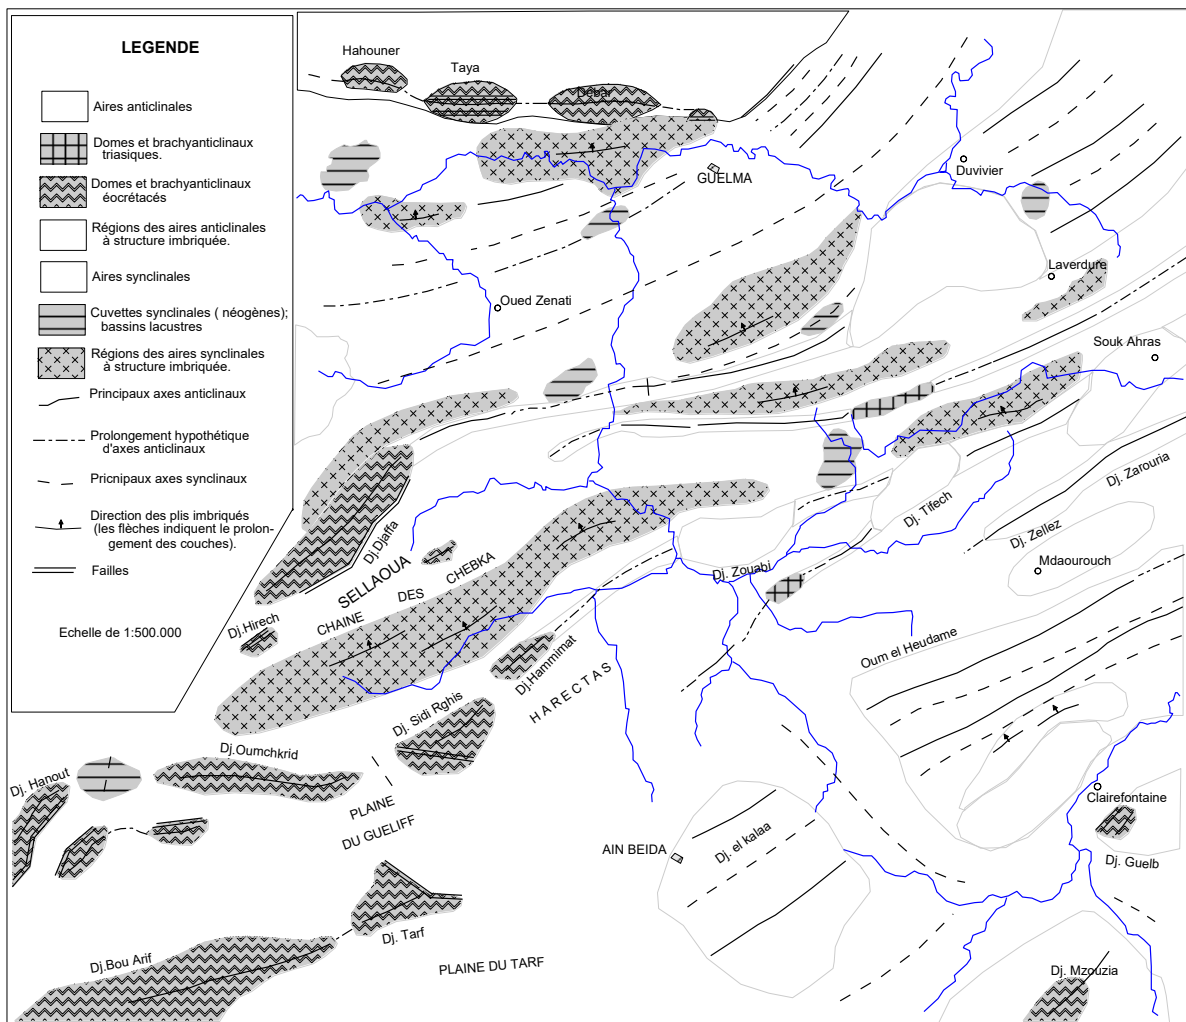 LEGENDE
Aires anticlinales
Domes et brachyanticlinaux
triasiques.
Domes et brachyanticlinaux
éocrétacés
Régions des aires anticlinales
à structure imbriquée.
Aires synclinales
Cuvettes synclinales ( néogènes);
bassins lacustres
Régions des aires synclinales
à structure imbriquée.
Principaux axes anticlinaux
Prolongement hypothétique
d'axes anticlinaux
Pricnipaux axes synclinaux
Direction des plis imbriqués
(les flèches indiquent le prolon-
gement des couches).
Failles
Echelle de 1:500.000
Hahouner
Taya
Debar
GUELMA
Duvivier
Laverdure
Oued Zenati
Souk Ahras
Dj. Zarouria
Dj. Tifech
Dj. Zellez
Mdaourouch
Dj.Djaffa
SELLAOUA
CHAINE DES CHEBKA
Dj. Zouabi
Dj.Hirech
Dj.Hammimat
HARECTAS
Oum el Heudame
Dj. Sidi Rghis
Dj.Oumchkrid
Dj. Hanout
PLAINE
DU GUELIFF
Clairefontaine
Dj. Guelb
AIN BEIDA
Dj. el kalaa
Dj. Tarf
Dj.Bou Arif
PLAINE DU TARF
Dj. Mzouzia